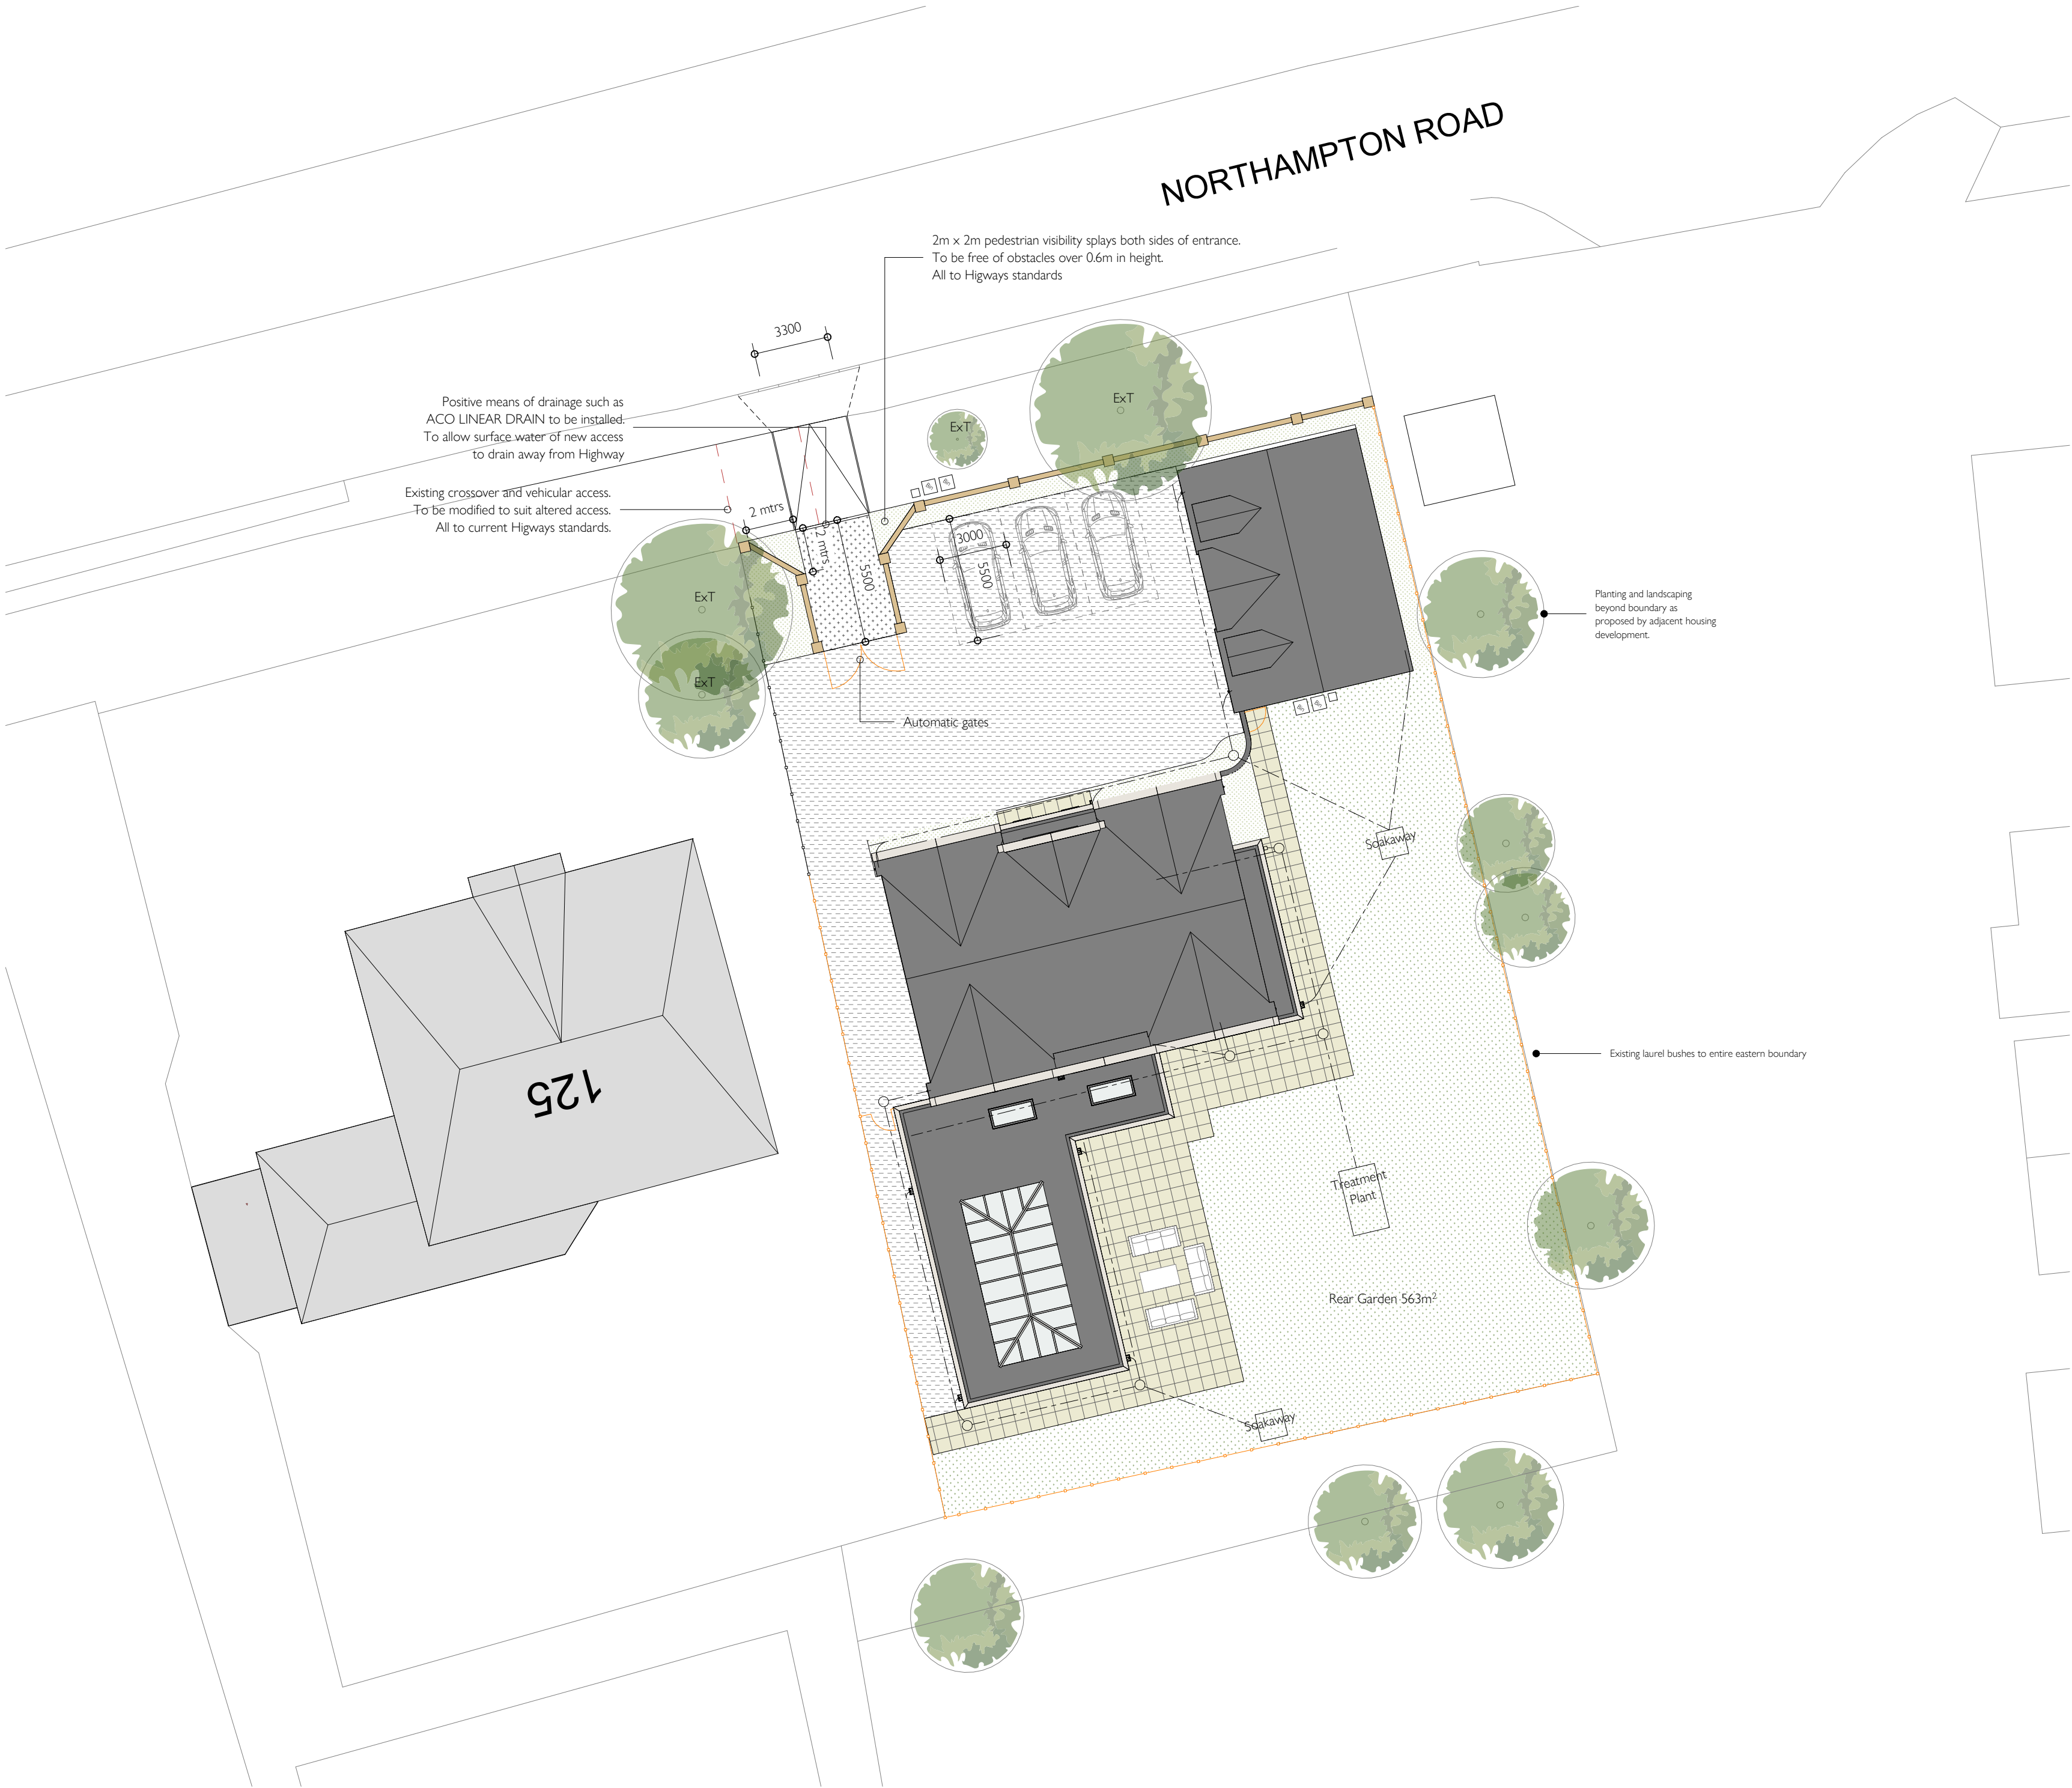 NORTHAMPTON ROAD
2m x 2m pedestrian visibility splays both sides of entrance.
To be free of obstacles over 0.6m in height.
All to Higways standards
3300
Positive means of drainage such as
ACO LINEAR DRAIN to be installed.
To allow surface water of new access
to drain away from Highway
ExT
ExT
Existing crossover and vehicular access.
To be modified to suit altered access.
All to current Higways standards.
2 mtrs
2 mtrs
5500
3000
5500
ExT
ExT
Planting and landscaping
beyond boundary as
proposed by adjacent housing
development.
Automatic gates
Soakaway
Existing laurel bushes to entire eastern boundary
125
Treatment
Plant
Rear Garden 563m²
Soakaway